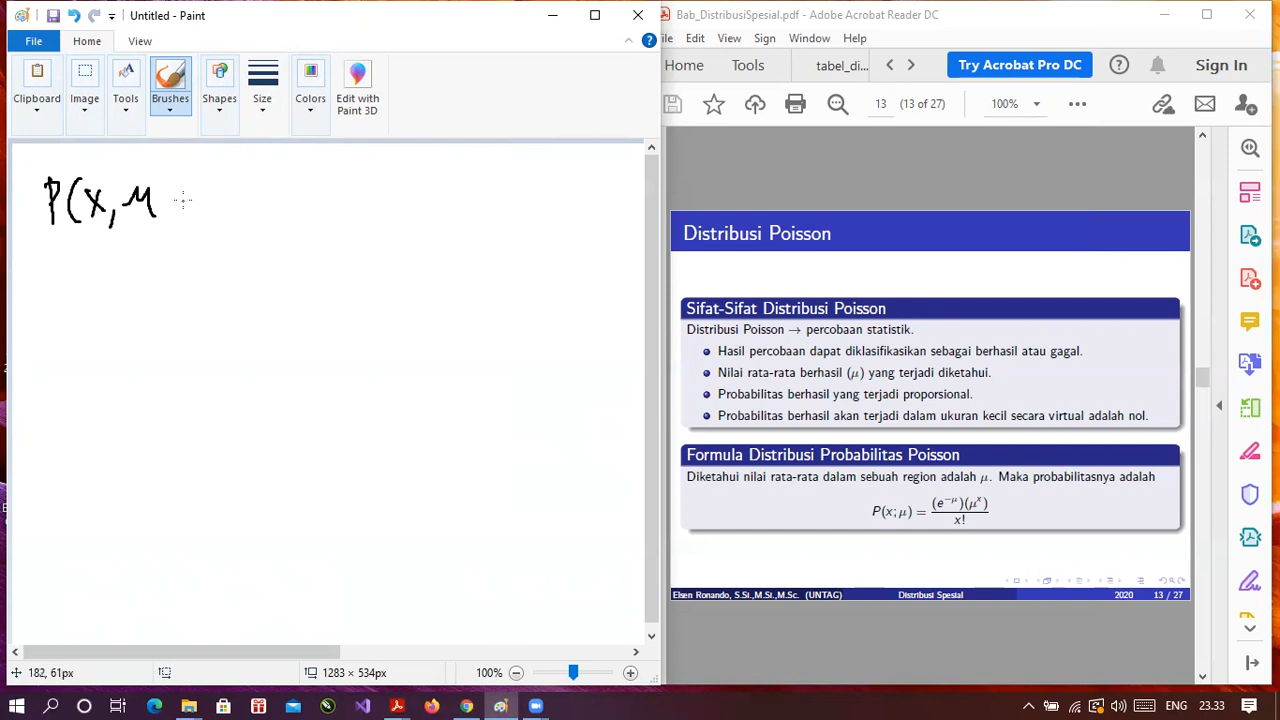 Untitled - Paint
File
Home
View
Clipboard
Image
Tools
Brushes
Shapes
Size
Colors
Edit with
Paint 3D
P(x,μ
182, 61px
1283 × 534px
100%
Bab_DistribusiSpesial.pdf - Adobe Acrobat Reader DC
ile Edit View Sign Window Help
Home
Tools
tabel_di...
Try Acrobat Pro DC
Sign In
13 (13 of 27)
100%
Distribusi Poisson
Sifat-Sifat Distribusi Poisson
Distribusi Poisson → percobaan statistik.
Hasil percobaan dapat diklasifikasikan sebagai berhasil atau gagal.
Nilai rata-rata berhasil (μ) yang terjadi diketahui.
Probabilitas berhasil yang terjadi proporsional.
Probabilitas berhasil akan terjadi dalam ukuran kecil secara virtual adalah nol.
Formula Distribusi Probabilitas Poisson
Diketahui nilai rata-rata dalam sebuah region adalah μ. Maka probabilitasnya adalah
P(x; μ) = (e^−μ)(μ^x) / x!
Elsen Ronando, S.Si.,M.Si.,M.Sc. (UNTAG) Distribusi Spesial 2020 13 / 27
ENG 23.33